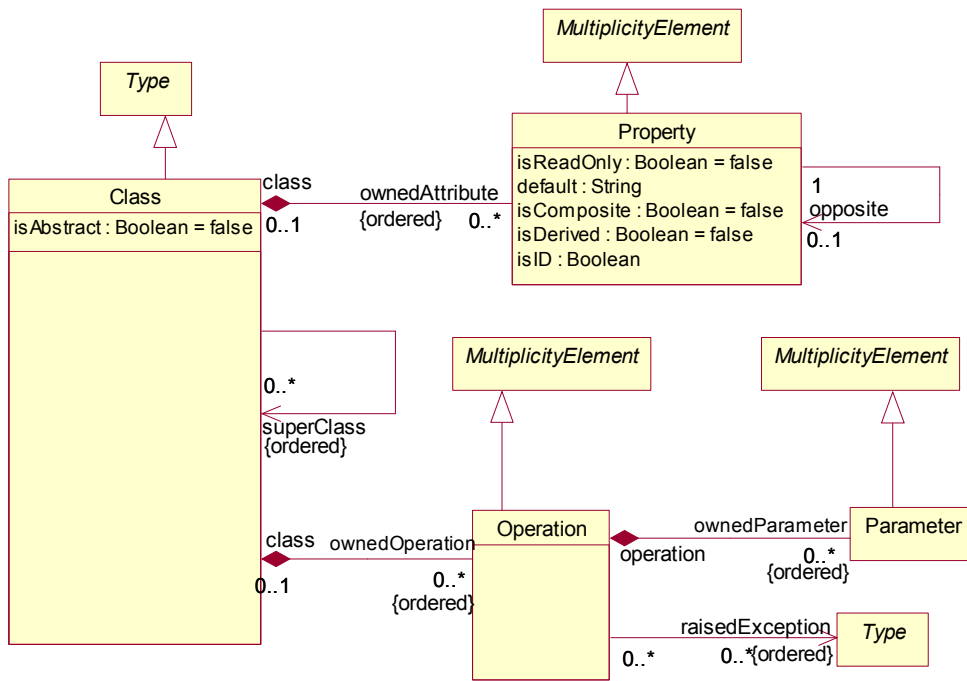 MultiplicityElement
Type
Property
isReadOnly : Boolean = false
default : String
isComposite : Boolean = false
isDerived : Boolean = false
isID : Boolean
1
opposite
0..1
Class
isAbstract : Boolean = false
class
0..1
ownedAttribute
{ordered}
0..*
0..*
superClass
{ordered}
MultiplicityElement
MultiplicityElement
class
0..1
ownedOperation
0..*
{ordered}
Operation
operation
ownedParameter
0..*
{ordered}
Parameter
raisedException
0..*
0..*
{ordered}
Type